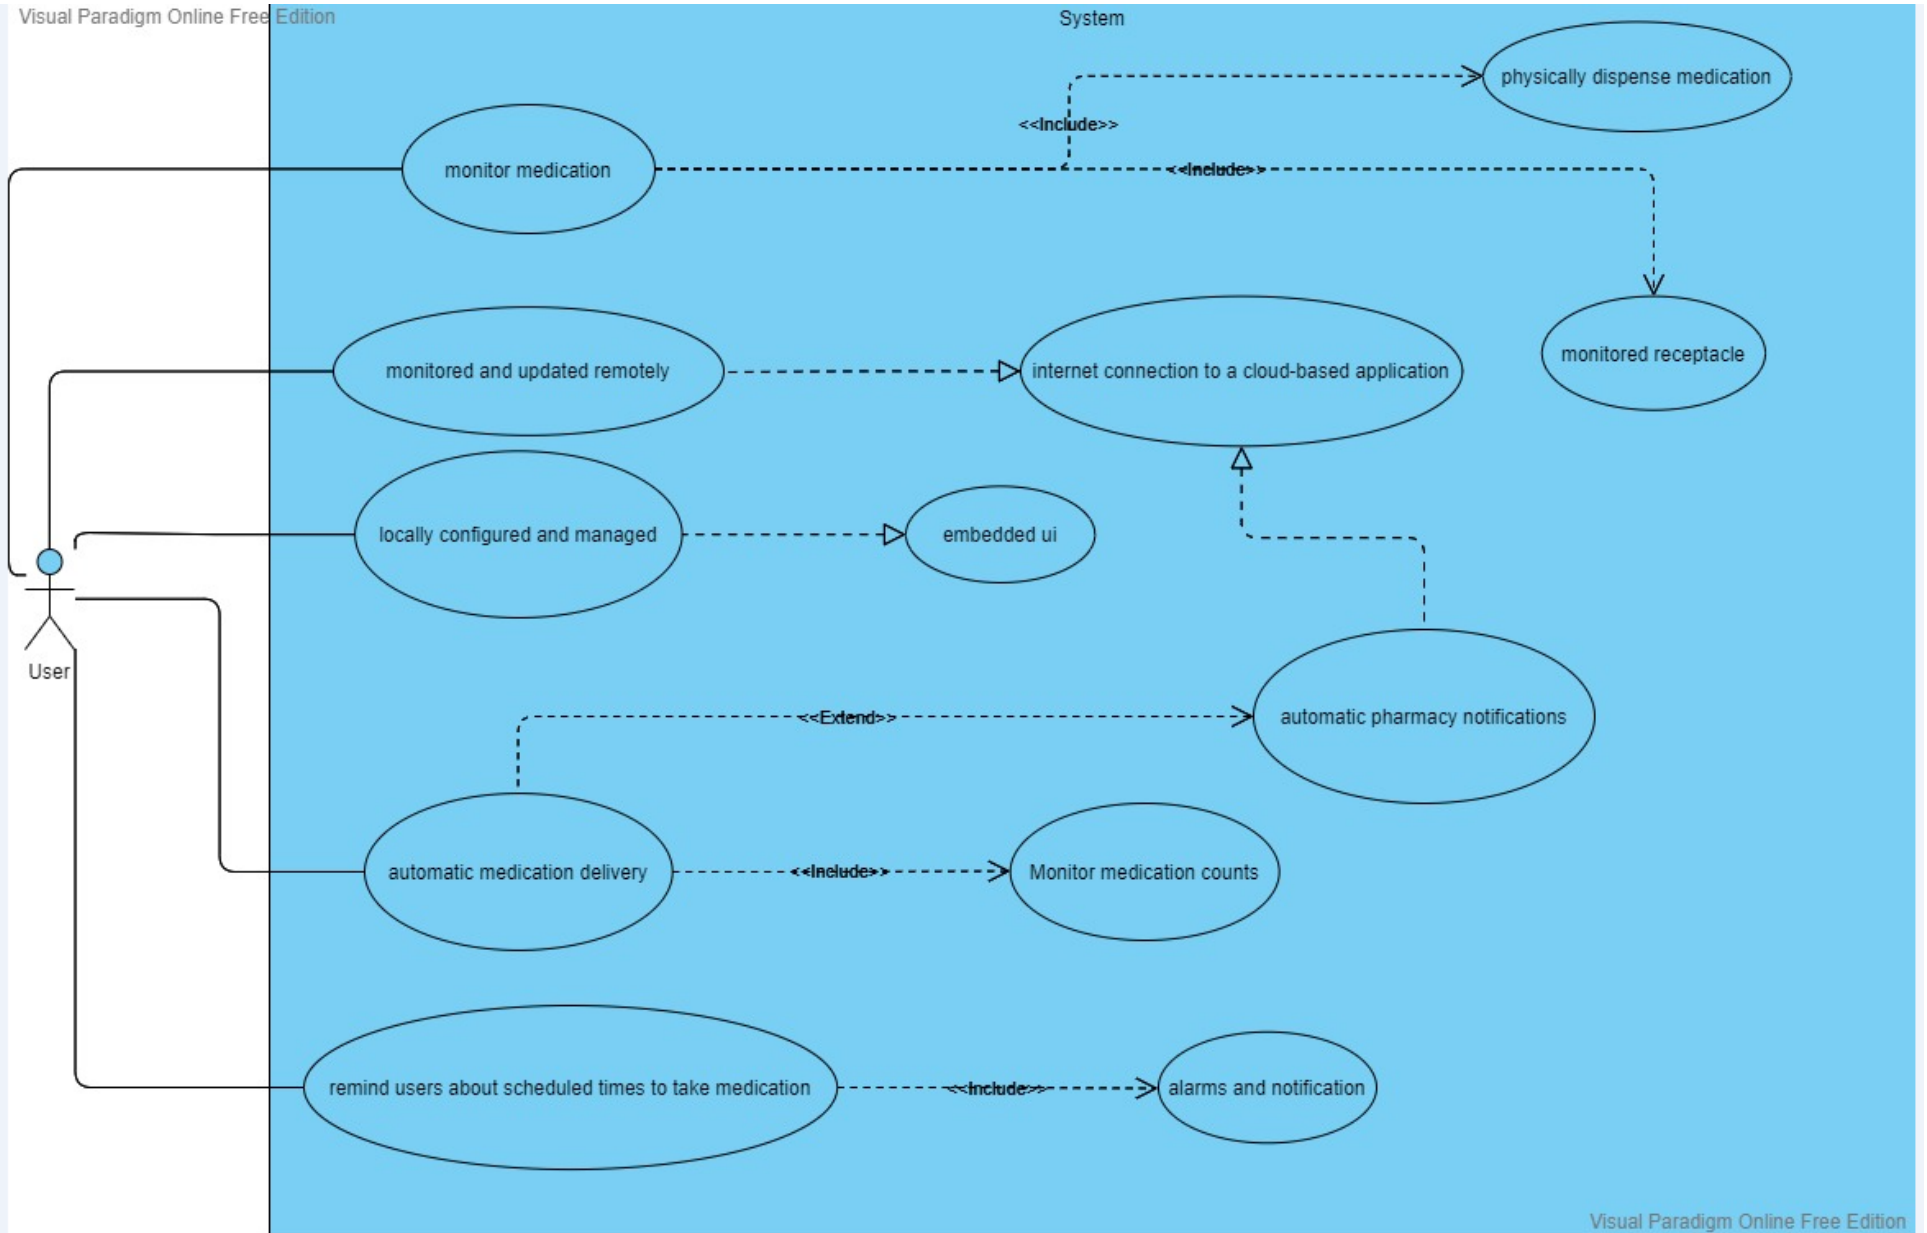 Visual Paradigm Online Free Edition
System
physically dispense medication
<<Include>>
monitor medication
<<Include>>
monitored receptacle
monitored and updated remotely
internet connection to a cloud-based application
locally configured and managed
embedded ui
User
<<Extend>>
automatic pharmacy notifications
automatic medication delivery
<<Include>>
Monitor medication counts
remind users about scheduled times to take medication
<<Include>>
alarms and notification
Visual Paradigm Online Free Edition